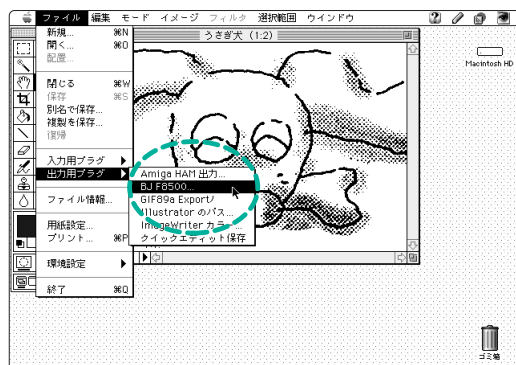 ファイル 編集 モード イメージ フィルタ 選択範囲 ウインドウ
うさぎ犬 (1:2)
Macintosh HD
新規... ⌘N
開く... ⌘O
配置...
閉じる ⌘W
保存 ⌘S
別名で保存...
複製を保存...
復帰
入力用プラグ
出力用プラグ
ファイル情報...
用紙設定...
プリント... ⌘P
環境設定
終了 ⌘Q
Amiga HAM 出力...
BJ F8500...
GIF89a Export
Illustrator のパス...
ImageWriter カラー...
クイックエディット保存
ゴミ箱